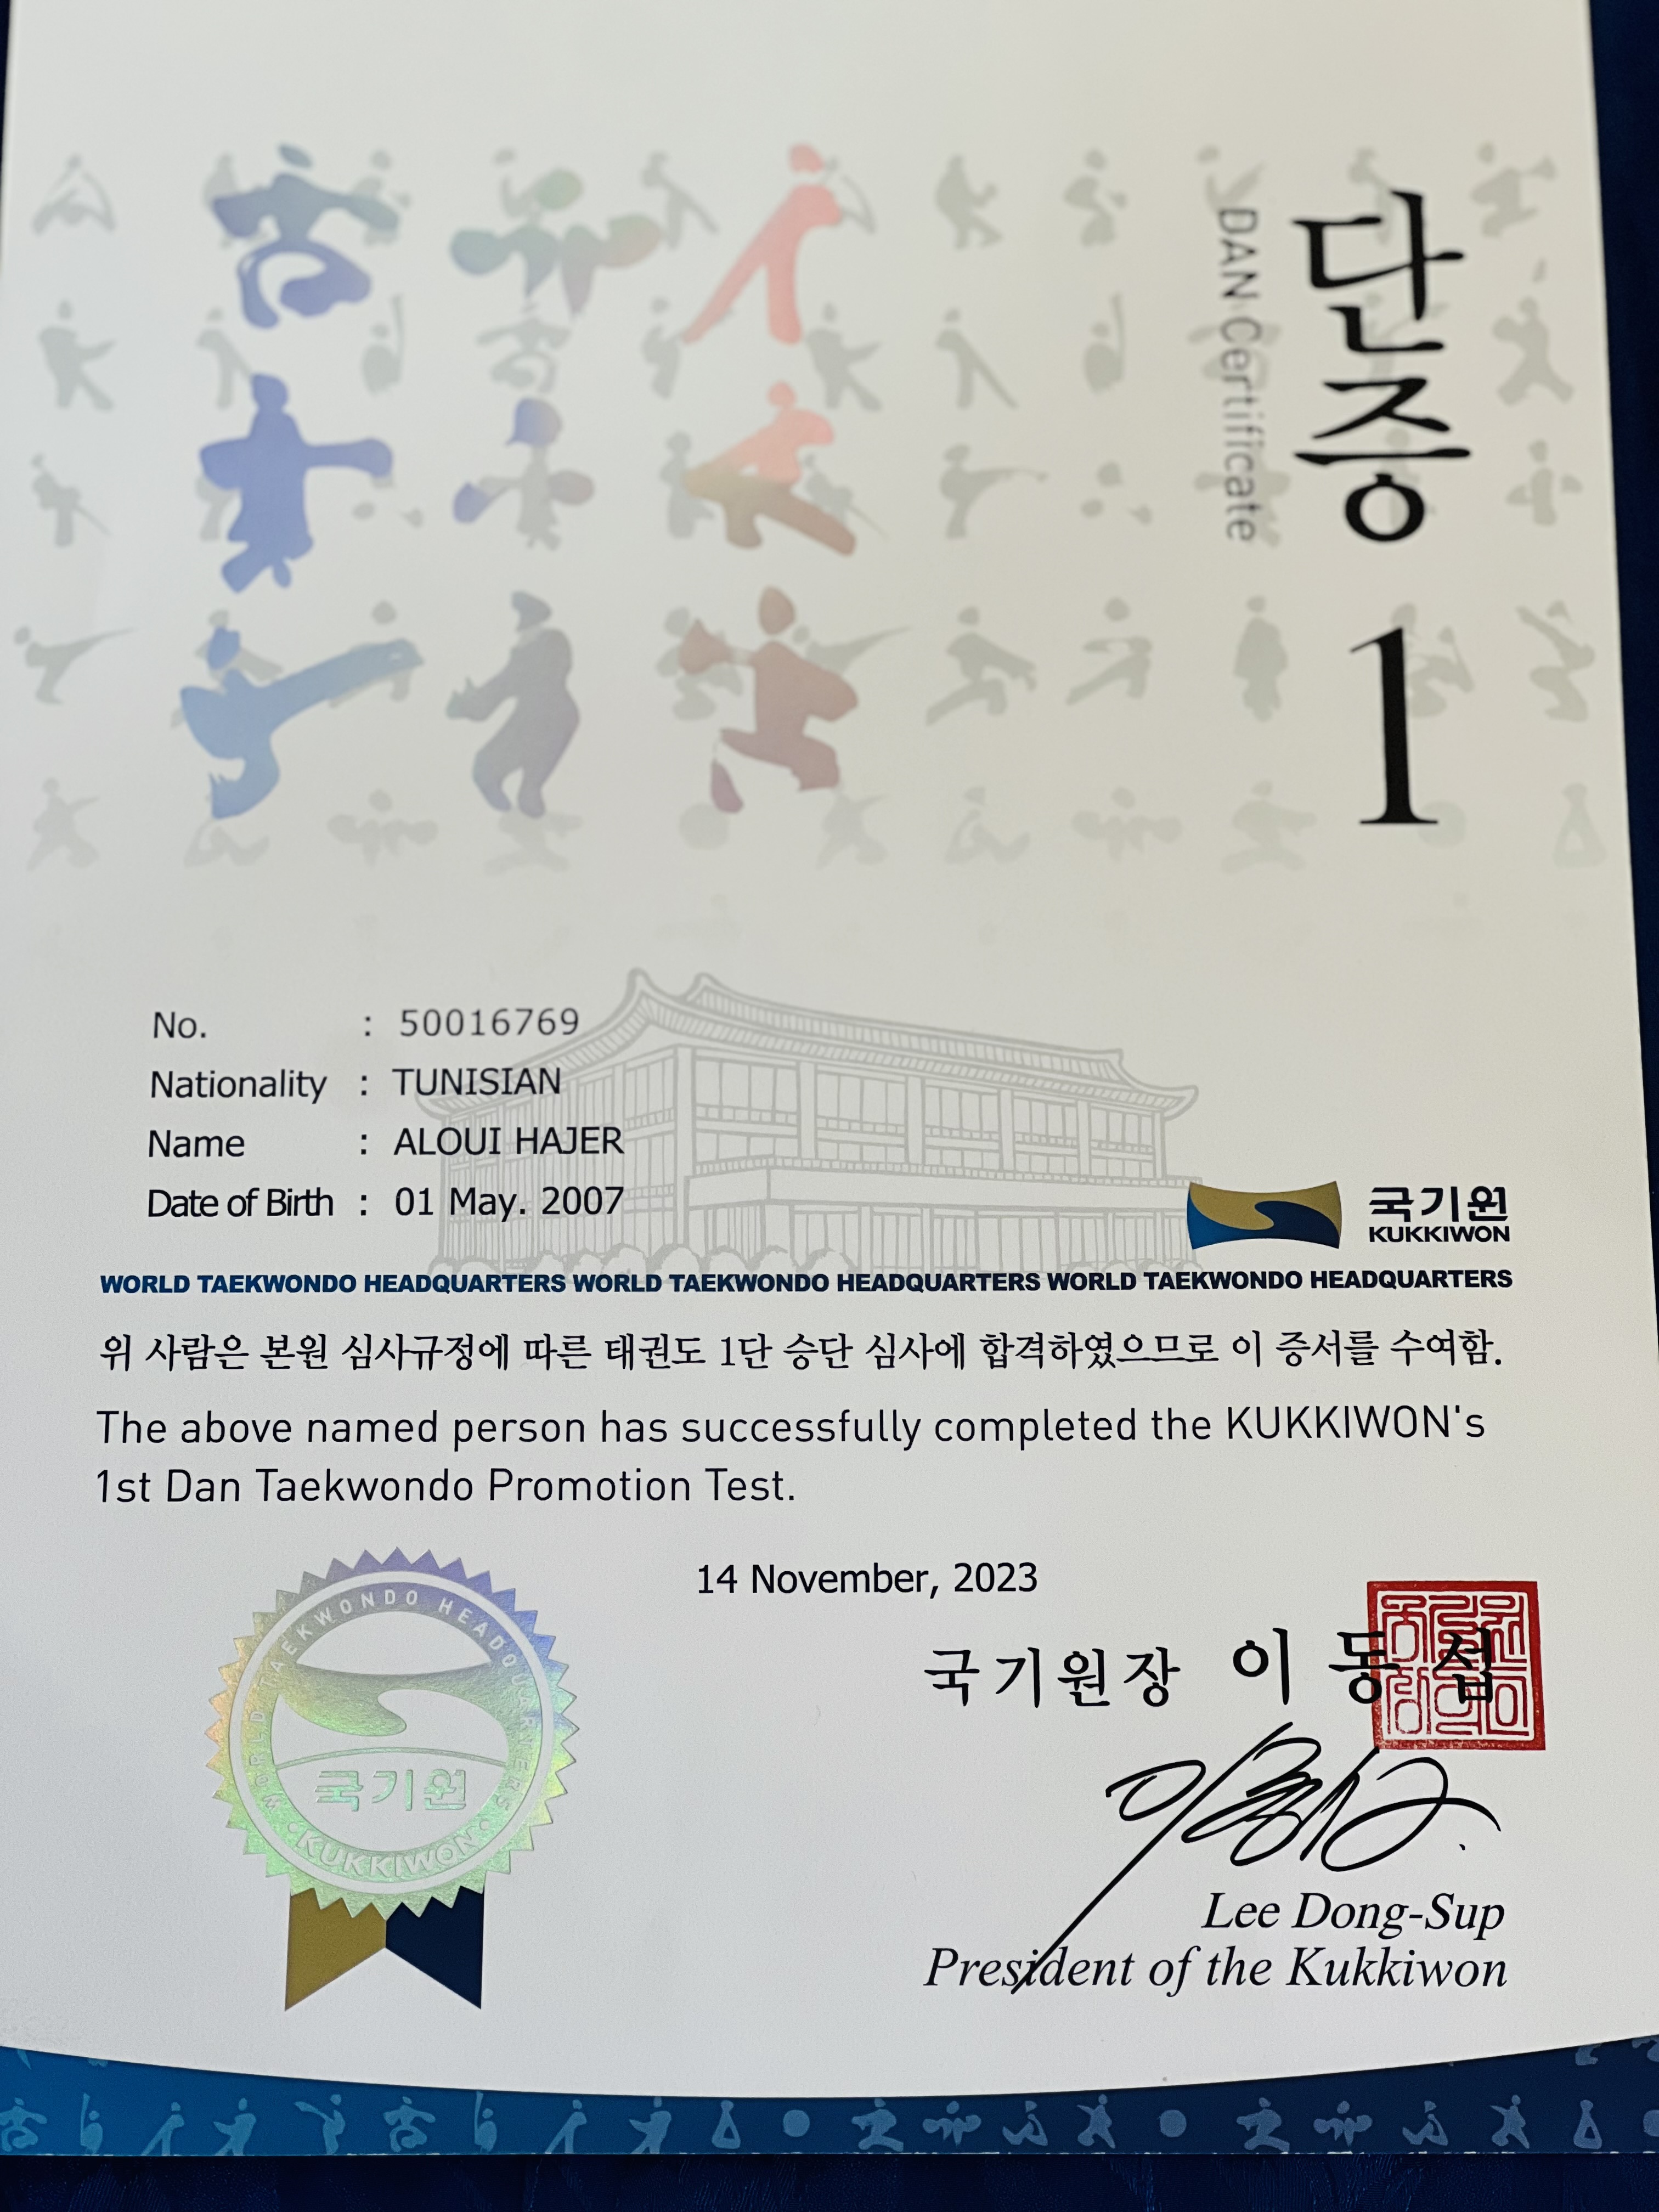 단증 1
DAN Certificate
No. : 50016769
Nationality : TUNISIAN
Name : ALOUI HAJER
Date of Birth : 01 May. 2007
국기원
KUKKIWON
WORLD TAEKWONDO HEADQUARTERS WORLD TAEKWONDO HEADQUARTERS WORLD TAEKWONDO HEADQUARTERS
위 사람은 본원 심사규정에 따른 태권도 1단 승단 심사에 합격하였으므로 이 증서를 수여함.
The above named person has successfully completed the KUKKIWON's
1st Dan Taekwondo Promotion Test.
14 November, 2023
국기원장 이동섭
Lee Dong-Sup
President of the Kukkiwon
WORLD TAEKWONDO HEADQUARTERS
국기원
• KUKKIWON •